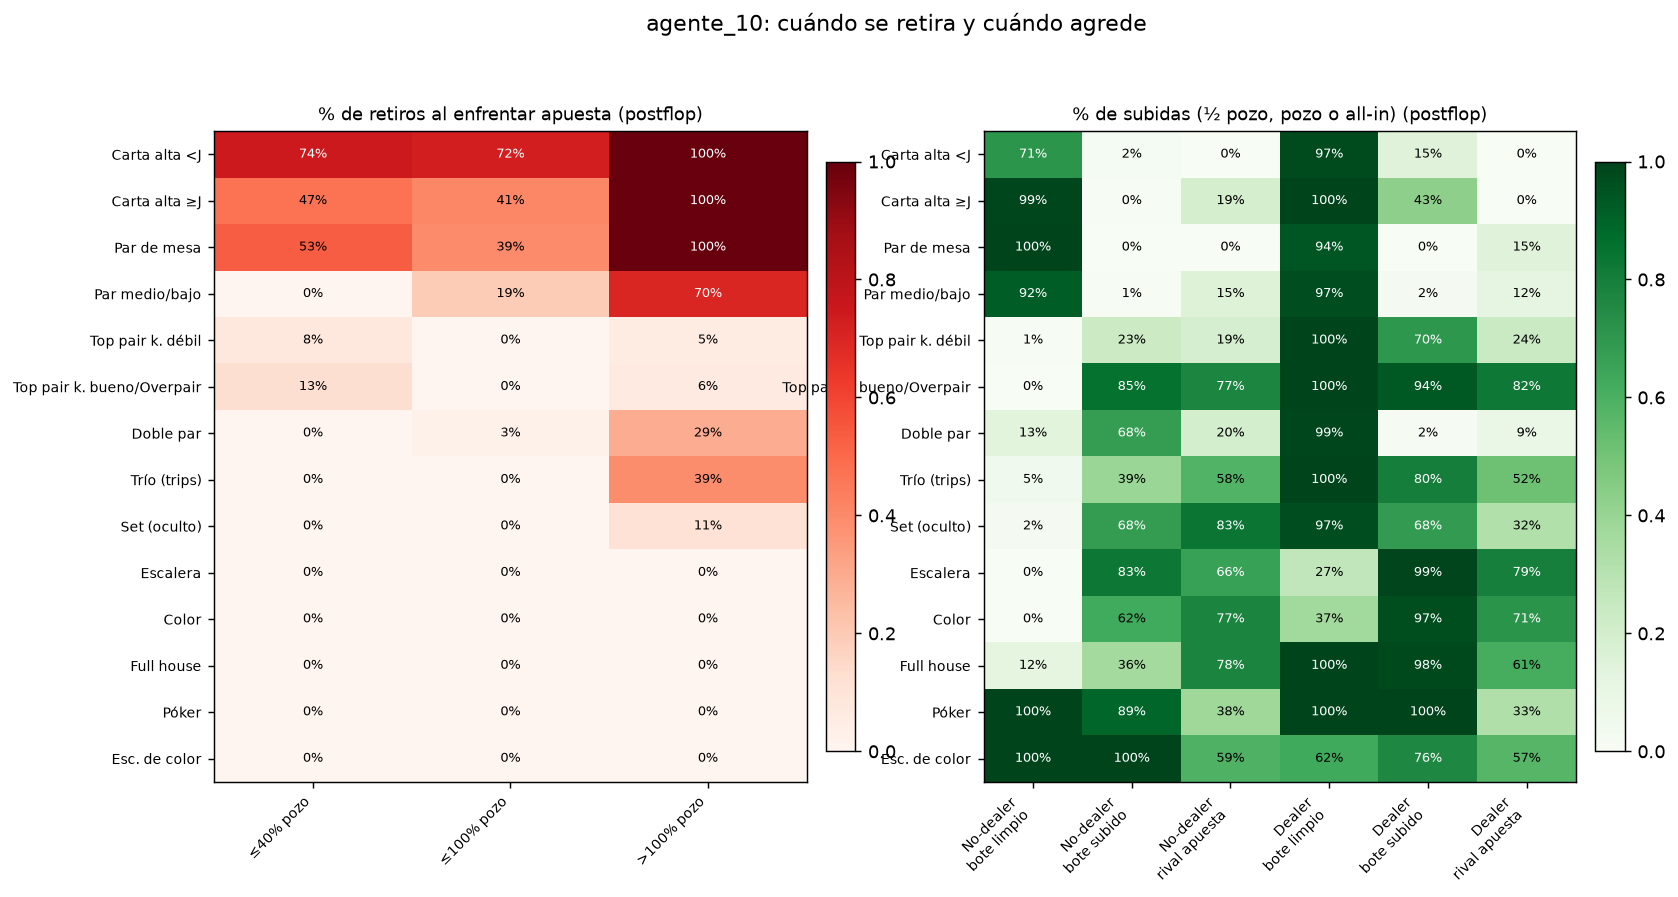 agente_10: cuándo se retira y cuándo agrede
% de retiros al enfrentar apuesta (postflop)
Carta alta <J 74% 72% 100%
Carta alta ≥J 47% 41% 100%
Par de mesa 53% 39% 100%
Par medio/bajo 0% 19% 70%
Top pair k. débil 8% 0% 5%
Top pair k. bueno/Overpair 13% 0% 6%
Doble par 0% 3% 29%
Trío (trips) 0% 0% 39%
Set (oculto) 0% 0% 11%
Escalera 0% 0% 0%
Color 0% 0% 0%
Full house 0% 0% 0%
Póker 0% 0% 0%
Esc. de color 0% 0% 0%
≤40% pozo
≤100% pozo
>100% pozo
1.0
0.8
0.6
0.4
0.2
0.0
% de subidas (½ pozo, pozo o all-in) (postflop)
Carta alta <J 71% 2% 0% 97% 15% 0%
Carta alta ≥J 99% 0% 19% 100% 43% 0%
Par de mesa 100% 0% 0% 94% 0% 15%
Par medio/bajo 92% 1% 15% 97% 2% 12%
Top pair k. débil 1% 23% 19% 100% 70% 24%
Top pair k. bueno/Overpair 0% 85% 77% 100% 94% 82%
Doble par 13% 68% 20% 99% 2% 9%
Trío (trips) 5% 39% 58% 100% 80% 52%
Set (oculto) 2% 68% 83% 97% 68% 32%
Escalera 0% 83% 66% 27% 99% 79%
Color 0% 62% 77% 37% 97% 71%
Full house 12% 36% 78% 100% 98% 61%
Póker 100% 89% 38% 100% 100% 33%
Esc. de color 100% 100% 59% 62% 76% 57%
No-dealer
bote limpio
No-dealer
bote subido
No-dealer
rival apuesta
Dealer
bote limpio
Dealer
bote subido
Dealer
rival apuesta
1.0
0.8
0.6
0.4
0.2
0.0